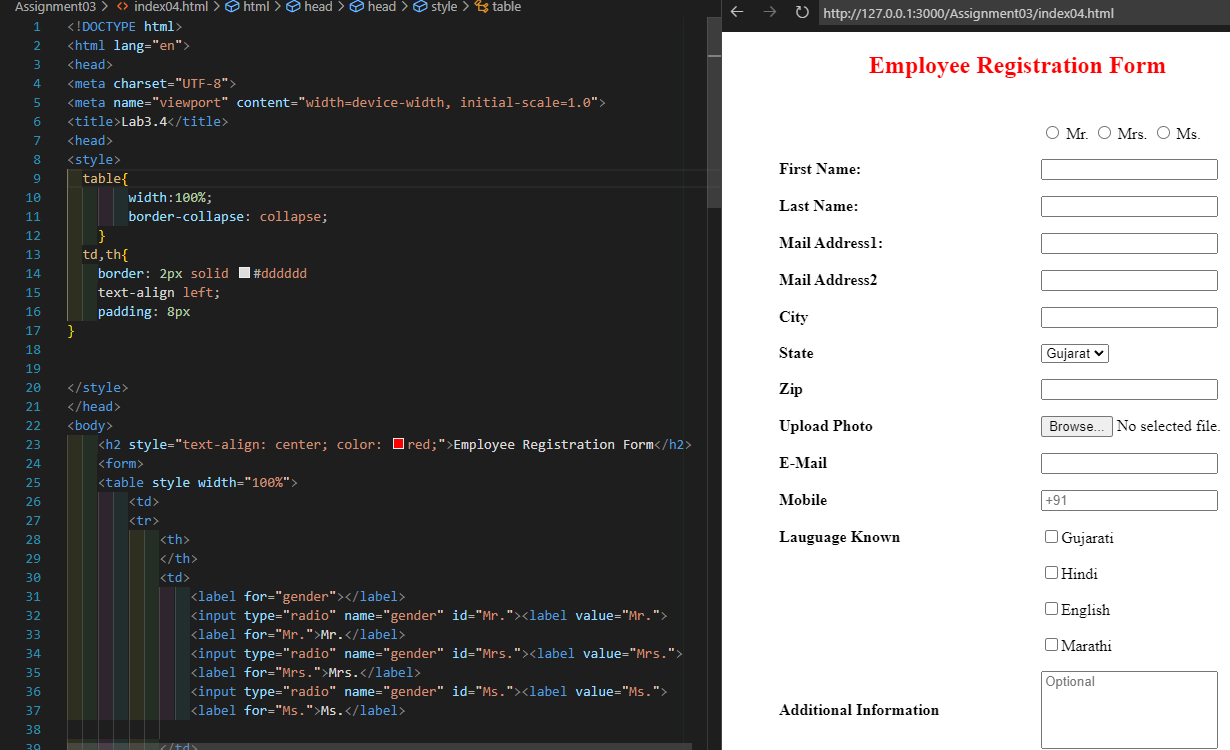 Assignment03 > <> index04.html > html > head > head > style > table
1 <!DOCTYPE html>
2 <html lang="en">
3 <head>
4 <meta charset="UTF-8">
5 <meta name="viewport" content="width=device-width, initial-scale=1.0">
6 <title>Lab3.4</title>
7 <head>
8 <style>
9 table{
10 width:100%;
11 border-collapse: collapse;
12 }
13 td,th{
14 border: 2px solid #dddddd
15 text-align left;
16 padding: 8px
17 }
18
19
20 </style>
21 </head>
22 <body>
23 <h2 style="text-align: center; color: red;">Employee Registration Form</h2>
24 <form>
25 <table style width="100%">
26 <td>
27 <tr>
28 <th>
29 </th>
30 <td>
31 <label for="gender"></label>
32 <input type="radio" name="gender" id="Mr."><label value="Mr.">
33 <label for="Mr.">Mr.</label>
34 <input type="radio" name="gender" id="Mrs."><label value="Mrs.">
35 <label for="Mrs.">Mrs.</label>
36 <input type="radio" name="gender" id="Ms."><label value="Ms.">
37 <label for="Ms.">Ms.</label>
38
39 </td>
http://127.0.0.1:3000/Assignment03/index04.html
Employee Registration Form
Mr. Mrs. Ms.
First Name:
Last Name:
Mail Address1:
Mail Address2
City
State Gujarat
Zip
Upload Photo Browse... No selected file.
E-Mail
Mobile +91
Lauguage Known Gujarati
Hindi
English
Marathi
Optional
Additional Information